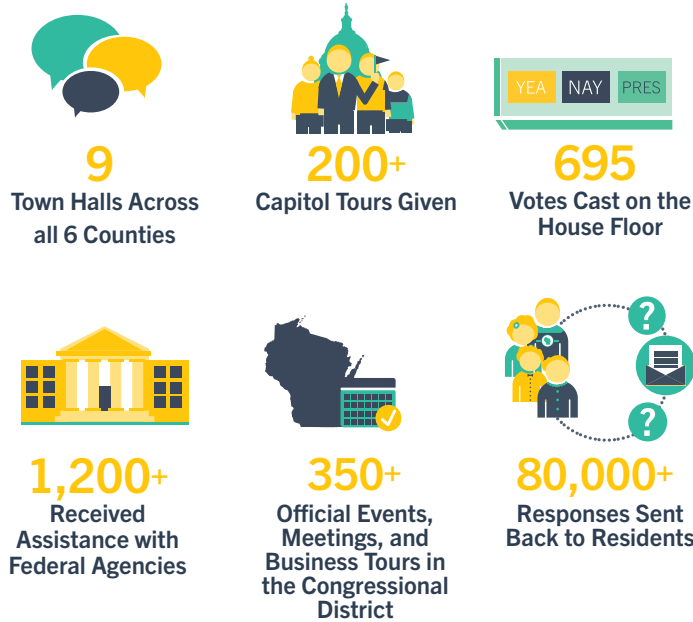 YEA NAY PRES
9
Town Halls Across
all 6 Counties
200+
Capitol Tours Given
695
Votes Cast on the
House Floor
?
?
1,200+
Received
Assistance with
Federal Agencies
350+
Official Events,
Meetings, and
Business Tours in
the Congressional
District
80,000+
Responses Sent
Back to Residents